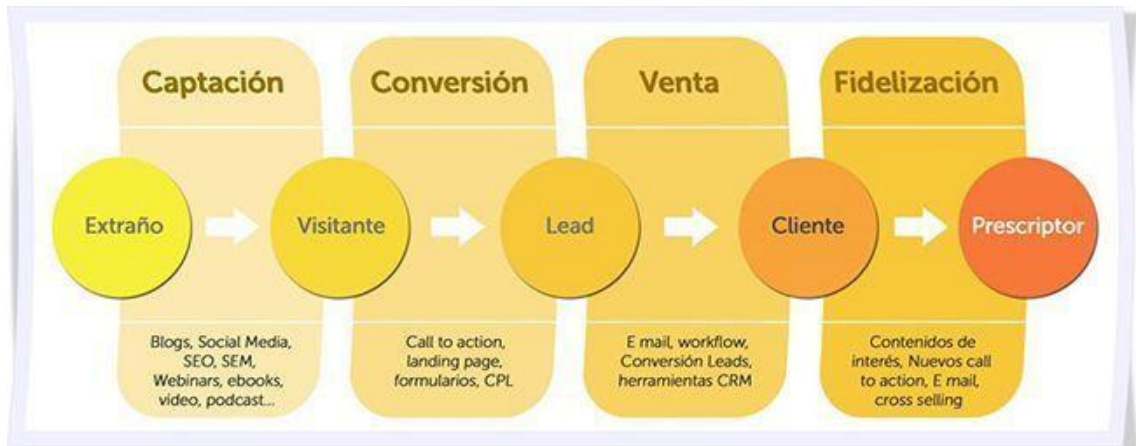 Captación
Conversión
Venta
Fidelización
Extraño
Visitante
Lead
Cliente
Prescriptor
Blogs, Social Media,
SEO, SEM,
Webinars, ebooks,
video, podcast...
Call to action,
landing page,
formularios, CPL
E mail, workflow,
Conversión Leads,
herramientas CRM
Contenidos de
interés, Nuevos call
to action, E mail,
cross selling